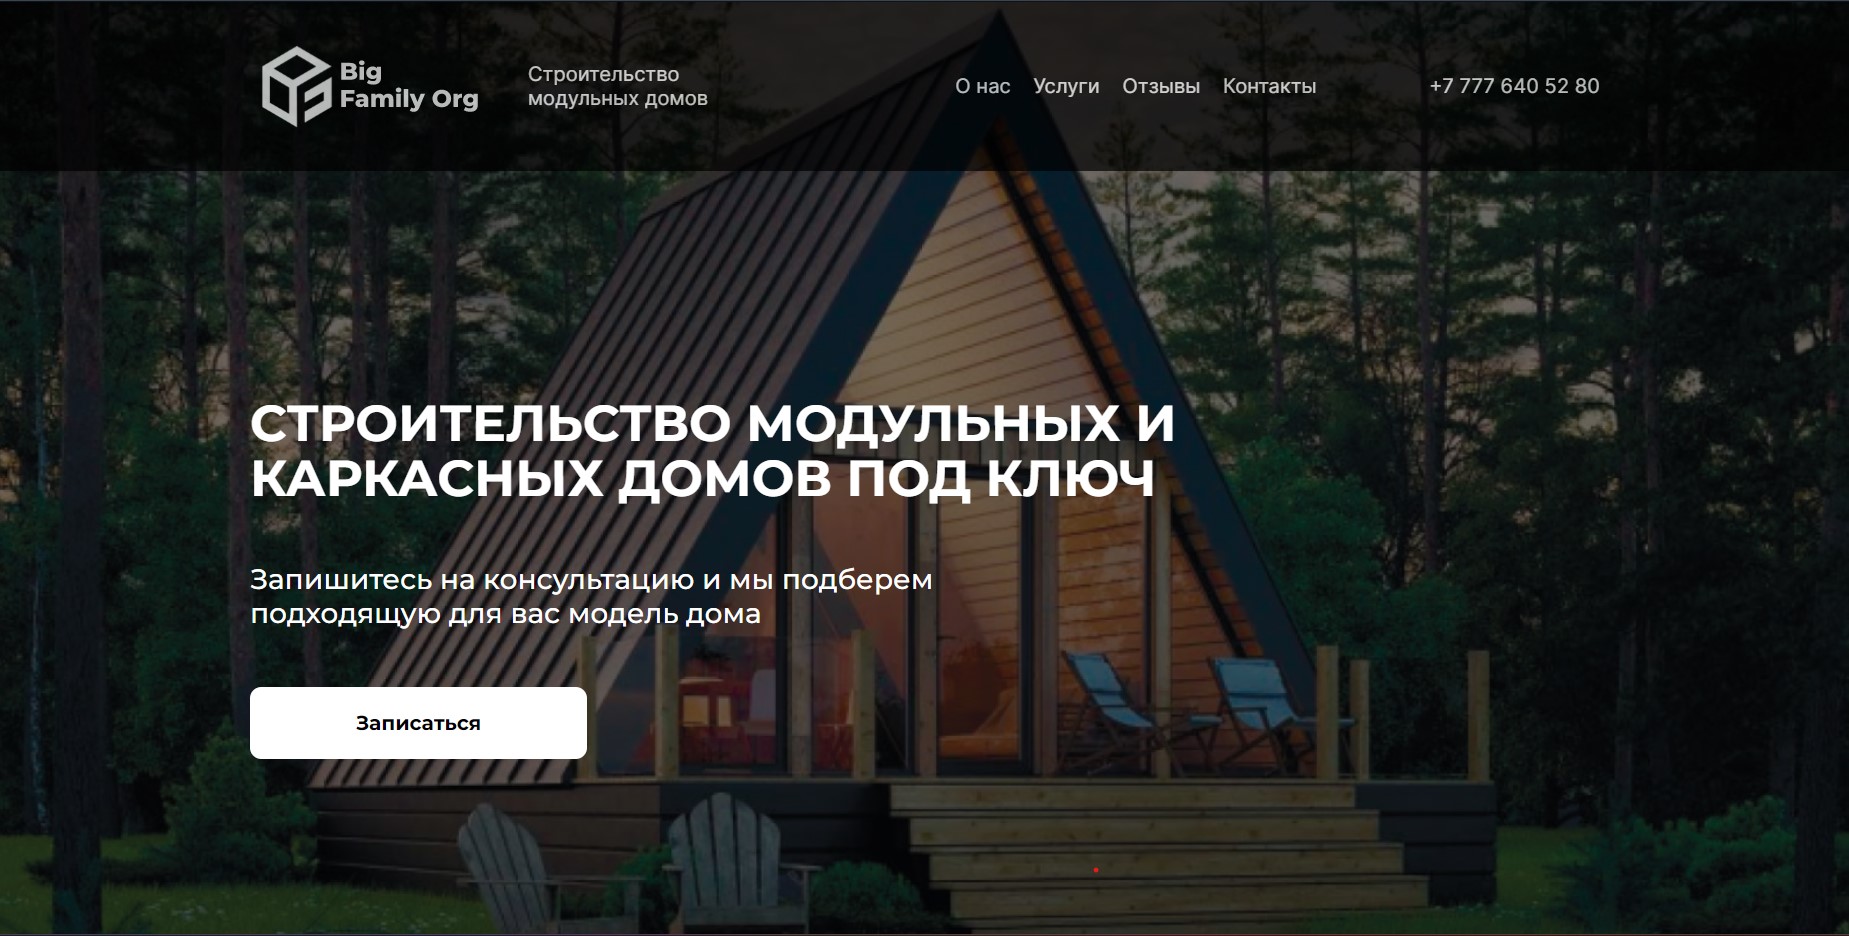 Big
Family Org
Строительство
модульных домов
О нас Услуги Отзывы Контакты
+7 777 640 52 80
СТРОИТЕЛЬСТВО МОДУЛЬНЫХ И
КАРКАСНЫХ ДОМОВ ПОД КЛЮЧ
Запишитесь на консультацию и мы подберем
подходящую для вас модель дома
Записаться